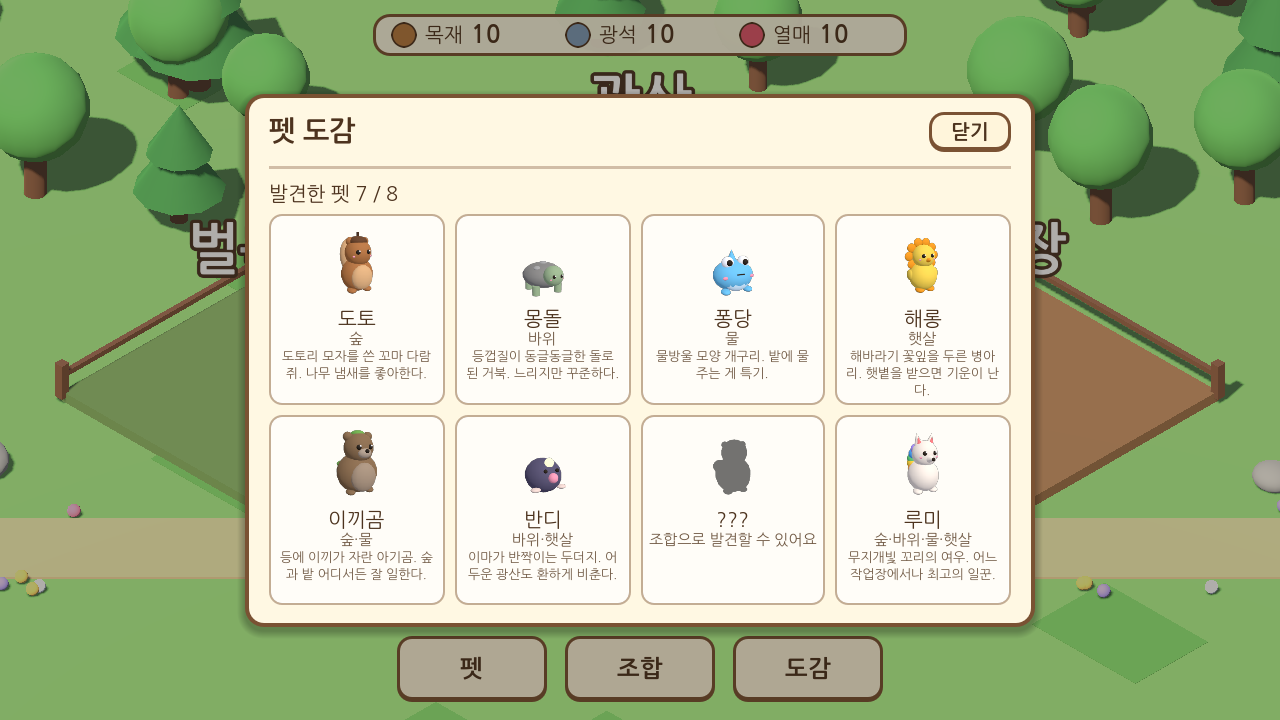 목재 10
광석 10
열매 10
광산
펫 도감
닫기
발견한 펫 7 / 8
도토
숲
도토리 모자를 쓴 꼬마 다람
쥐. 나무 냄새를 좋아한다.
몽돌
바위
등껍질이 동글동글한 돌로
된 거북. 느리지만 꾸준하다.
퐁당
물
물방울 모양 개구리. 밭에 물
주는 게 특기.
해롱
햇살
해바라기 꽃잎을 두른 병아
리. 햇볕을 받으면 기운이 난
다.
이끼곰
숲·물
등에 이끼가 자란 아기곰. 숲
과 밭 어디서든 잘 일한다.
반디
바위·햇살
이마가 반짝이는 두더지. 어
두운 광산도 환하게 비춘다.
???
조합으로 발견할 수 있어요
루미
숲·바위·물·햇살
무지개빛 꼬리의 여우. 어느
작업장에서나 최고의 일꾼.
펫
조합
도감